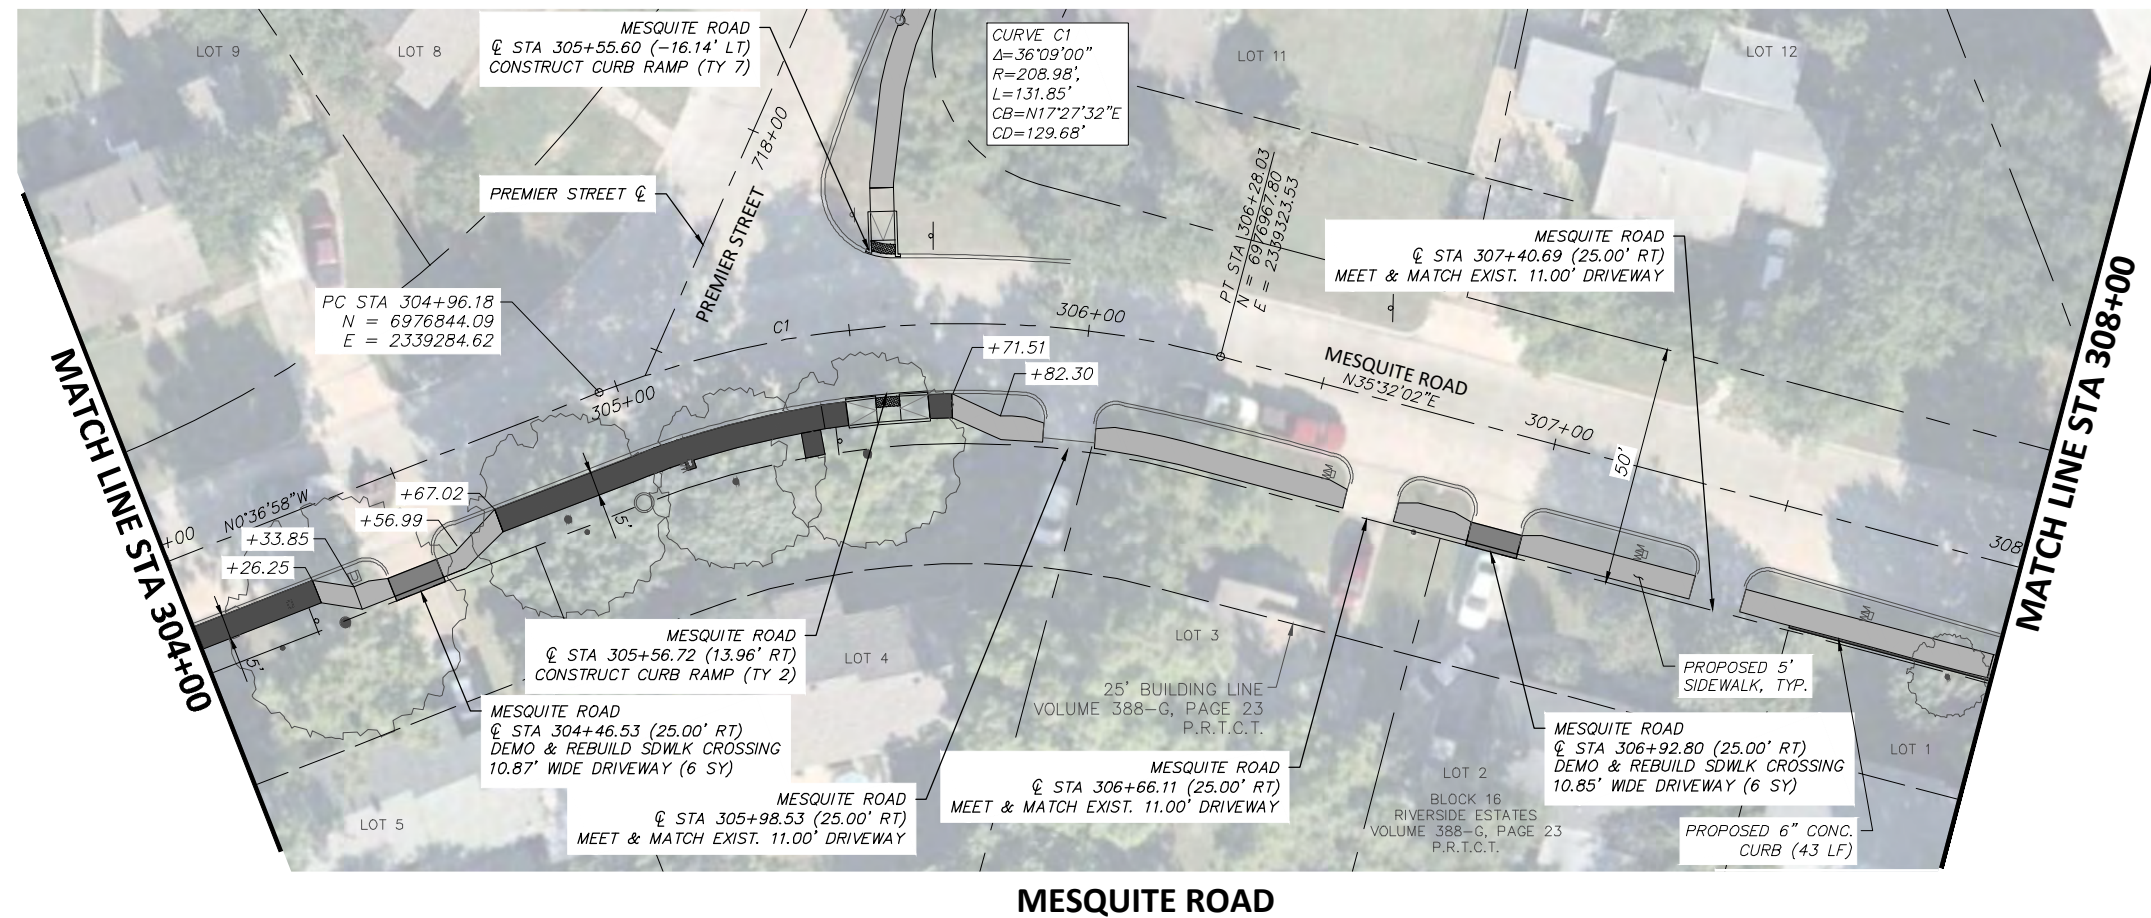 LOT 9
LOT 8
MESQUITE ROAD
℄ STA 305+55.60 (-16.14' LT)
CONSTRUCT CURB RAMP (TY 7)
CURVE C1
Δ=36°09'00"
R=208.98',
L=131.85'
CB=N17°27'32"E
CD=129.68'
LOT 11
LOT 12
718+00
PREMIER STREET ℄
PREMIER STREET
PT STA 306+28.03
N = 6976967.80
E = 2339323.53
MESQUITE ROAD
℄ STA 307+40.69 (25.00' RT)
MEET & MATCH EXIST. 11.00' DRIVEWAY
PC STA 304+96.18
N = 6976844.09
E = 2339284.62
C1
306+00
+71.51
+82.30
MESQUITE ROAD
N35°32'02"E
305+00
307+00
50'
MATCH LINE STA 304+00
MATCH LINE STA 308+00
+67.02
+56.99
N0°36'58"W
+33.85
+26.25
+00
308
5'
5'
WM
WM
WM
MESQUITE ROAD
℄ STA 305+56.72 (13.96' RT)
CONSTRUCT CURB RAMP (TY 2)
LOT 4
LOT 3
25' BUILDING LINE
VOLUME 388-G, PAGE 23
P.R.T.C.T.
PROPOSED 5'
SIDEWALK, TYP.
MESQUITE ROAD
℄ STA 304+46.53 (25.00' RT)
DEMO & REBUILD SDWLK CROSSING
10.87' WIDE DRIVEWAY (6 SY)
MESQUITE ROAD
℄ STA 306+92.80 (25.00' RT)
DEMO & REBUILD SDWLK CROSSING
10.85' WIDE DRIVEWAY (6 SY)
LOT 1
MESQUITE ROAD
℄ STA 306+66.11 (25.00' RT)
MEET & MATCH EXIST. 11.00' DRIVEWAY
LOT 2
BLOCK 16
RIVERSIDE ESTATES
VOLUME 388-G, PAGE 23
P.R.T.C.T.
MESQUITE ROAD
℄ STA 305+98.53 (25.00' RT)
MEET & MATCH EXIST. 11.00' DRIVEWAY
LOT 5
PROPOSED 6" CONC.
CURB (43 LF)
MESQUITE ROAD